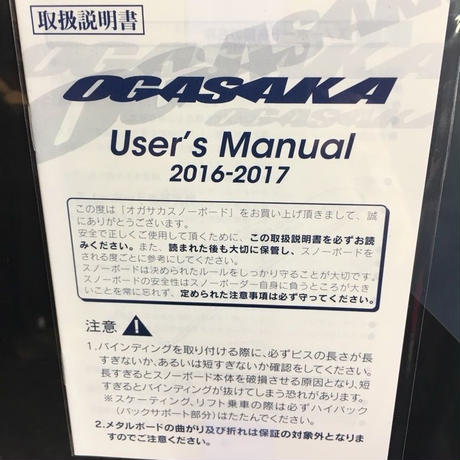 取扱説明書
OGASAKA
User's Manual
2016-2017
この度は「オガサカスノーボード」をお買い上げ頂きまして、誠
にありがとうございます。
安全で正しくご使用して頂くために、この取扱説明書を必ずお読
みください。また、読まれた後も大切に保管し、スノーボードを
される度ごとに参考にしてください。
スノーボードは決められたルールをしっかり守ることが大切です。
スノーボードの安全性はスノーボーダー自身に負うところが大き
いことを常に忘れず、定められた注意事項は必ず守ってください。
注意
1.バインディングを取り付ける際に、必ずビスの長さが長
すぎないか、あるいは短すぎないか確認をしてください。
長すぎるとスノーボード本体を破損させる原因となり、短
すぎるとバインディングが抜けてしまう恐れがあります。
※スケーティング、リフト乗車の際は必ずハイバック
(バックサポート部分)はたたんでください。
2.メタルボードの曲がり及び折れは保証の対象外となりま
すのでご注意ください。